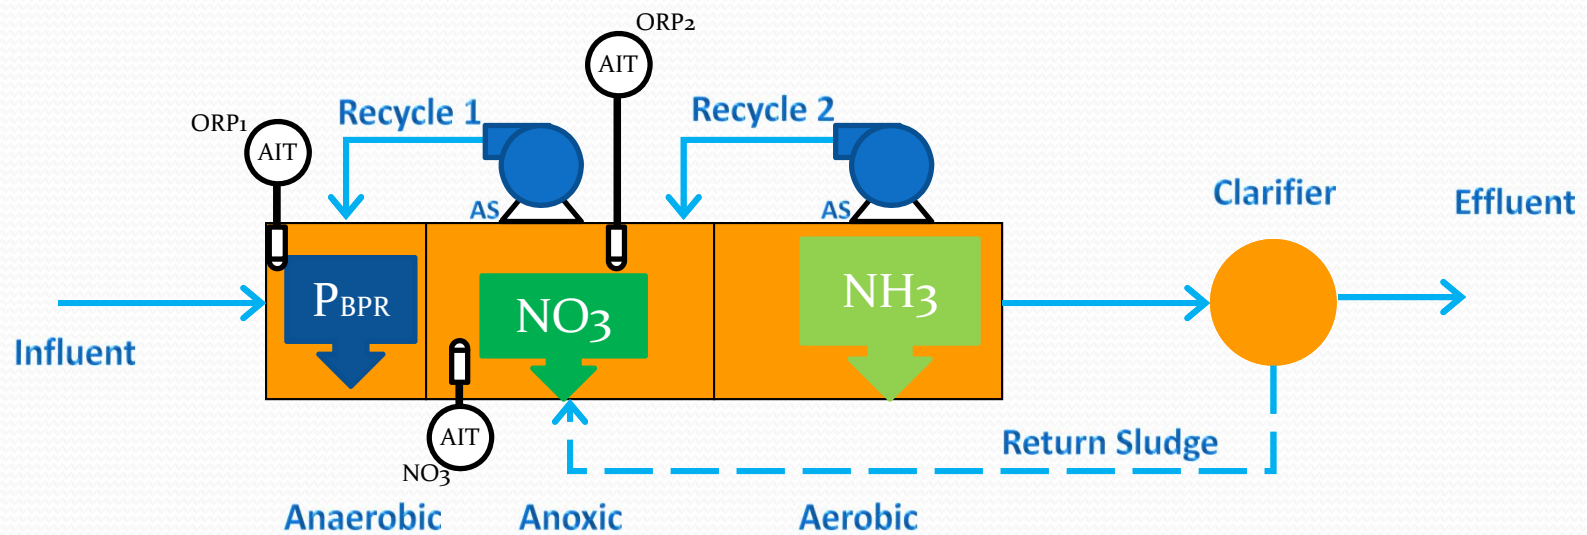 ORP2
AIT
Recycle 1
Recycle 2
ORP1
AIT
AS
AS
Clarifier
Effluent
PBPR
NO3
NH3
Influent
AIT
NO3
Return Sludge
Anaerobic
Anoxic
Aerobic